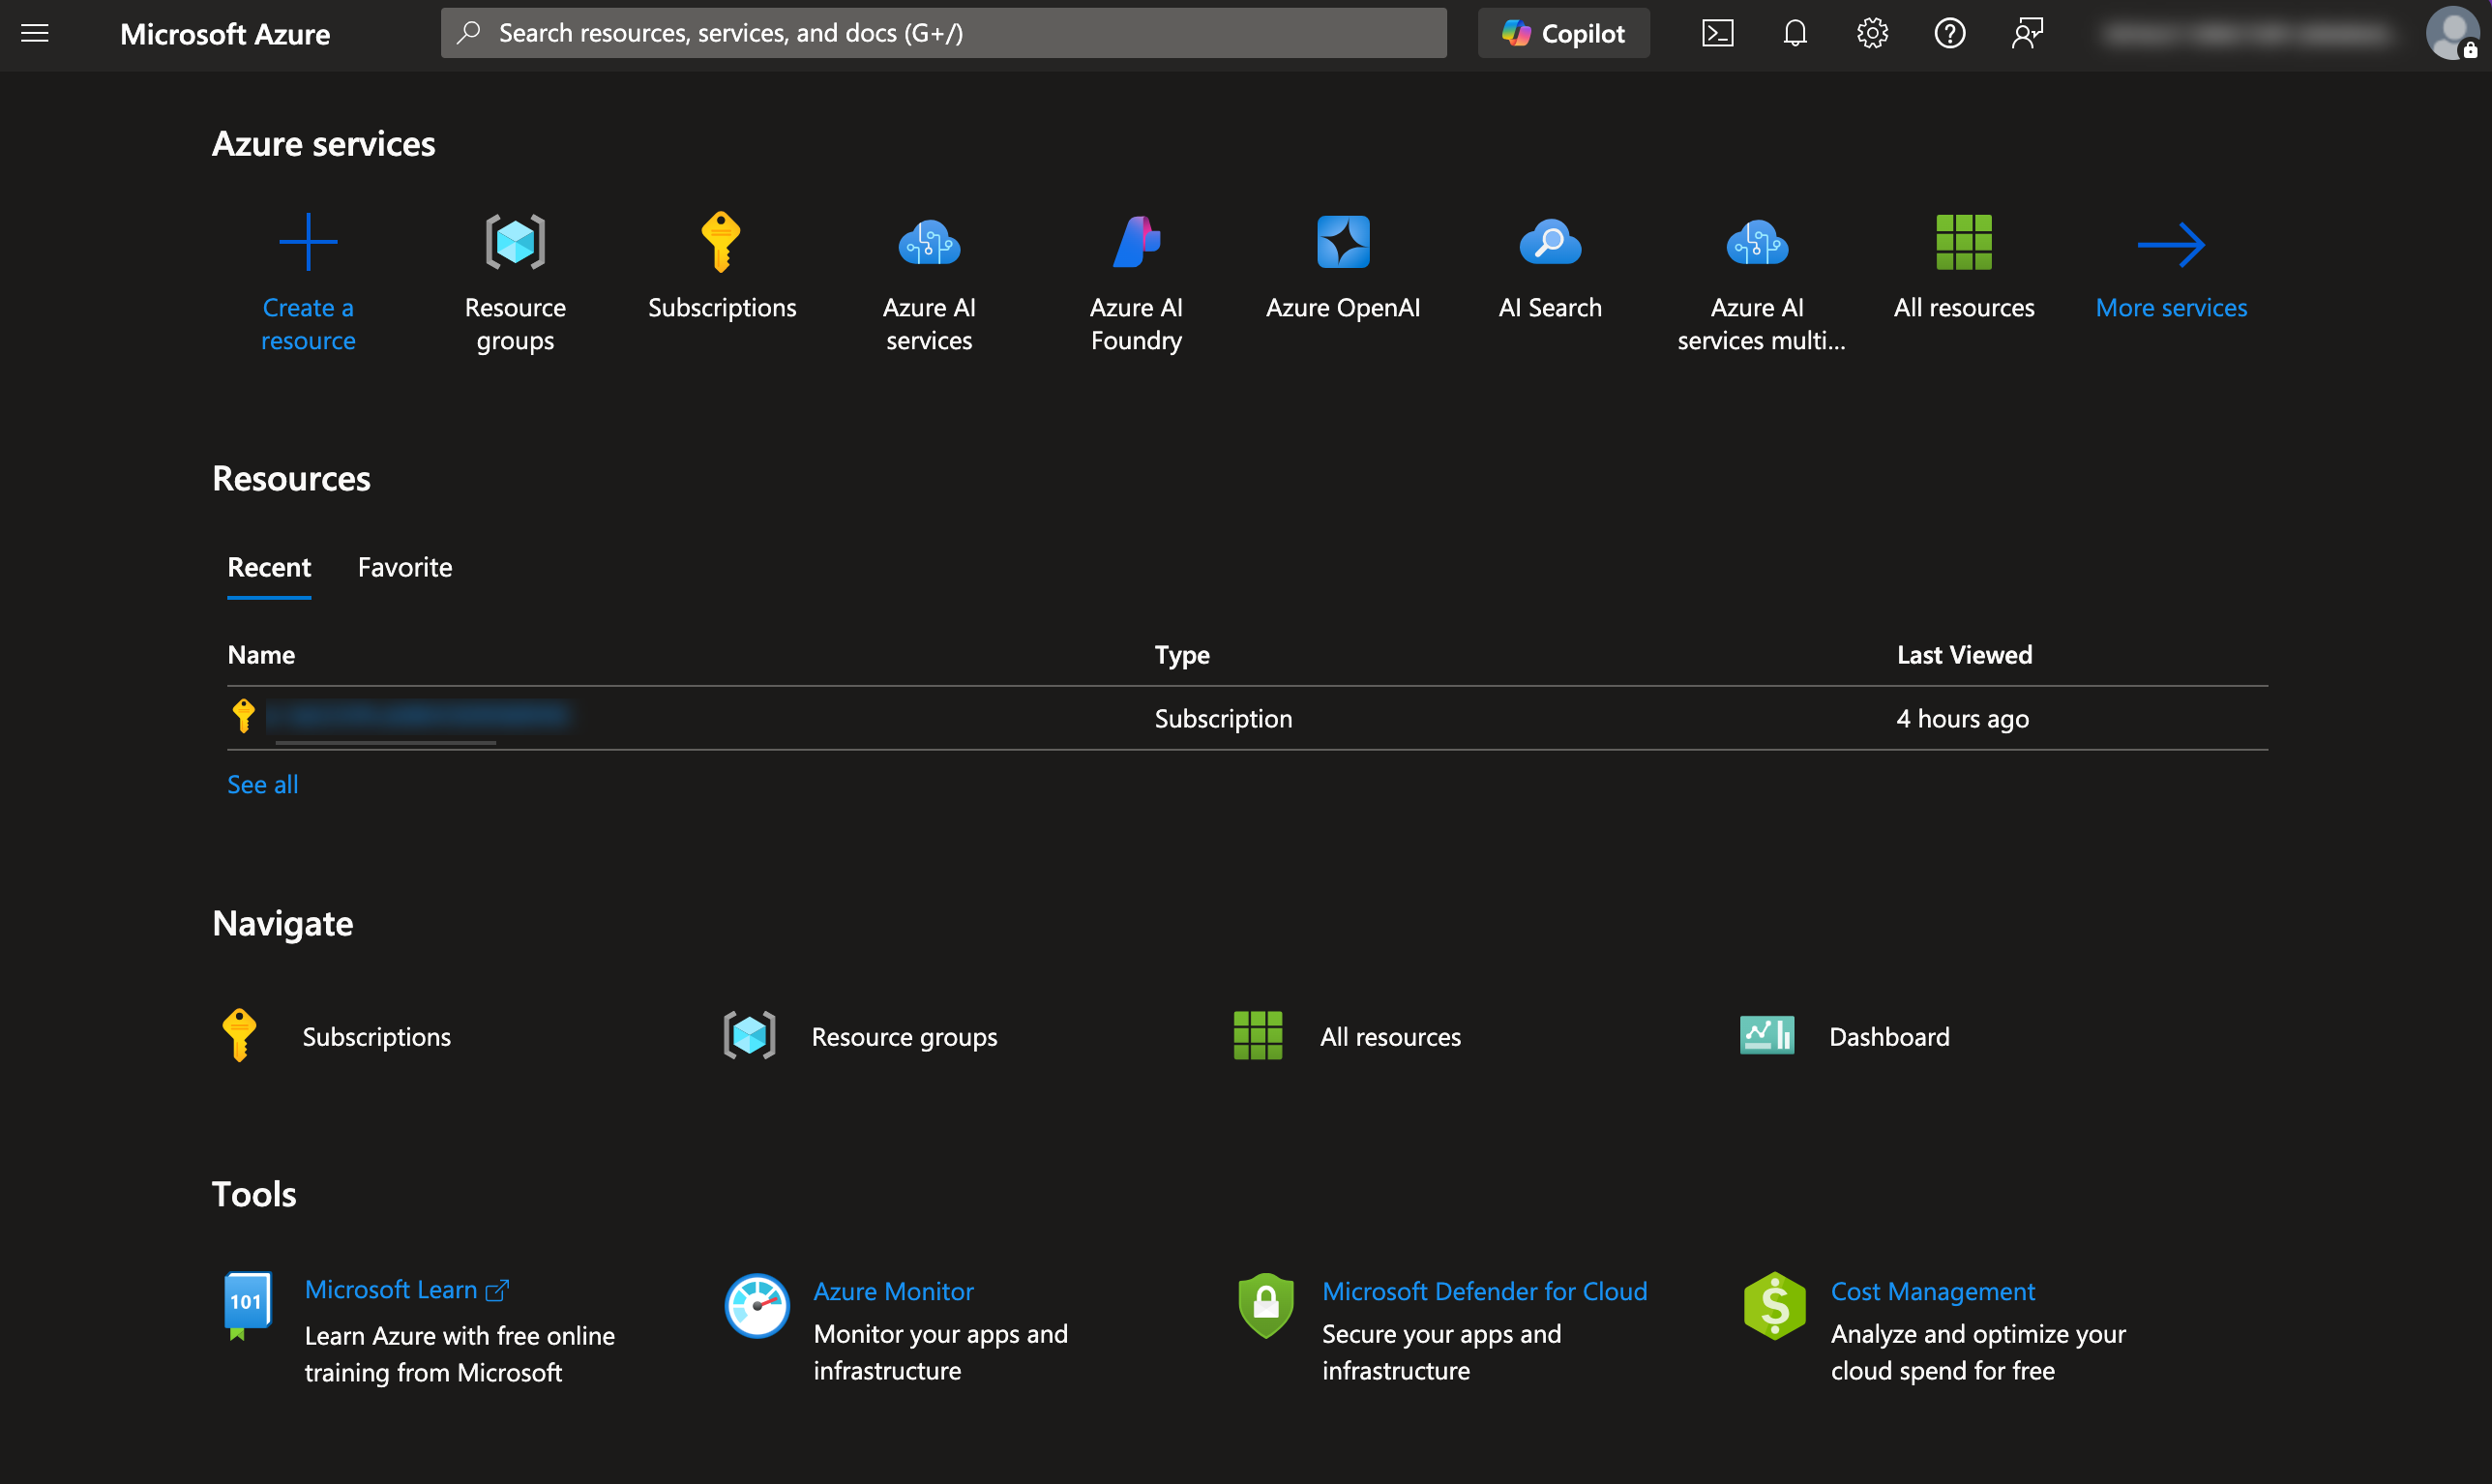 Microsoft Azure
Search resources, services, and docs (G+/)
Copilot
Azure services
Create a
resource
Resource
groups
Subscriptions
Azure AI
services
Azure AI
Foundry
Azure OpenAI
AI Search
Azure AI
services multi...
All resources
More services
Resources
Recent Favorite
Name Type Last Viewed
Subscription 4 hours ago
See all
Navigate
Subscriptions
Resource groups
All resources
Dashboard
Tools
101
Microsoft Learn
Learn Azure with free online
training from Microsoft
Azure Monitor
Monitor your apps and
infrastructure
Microsoft Defender for Cloud
Secure your apps and
infrastructure
Cost Management
Analyze and optimize your
cloud spend for free